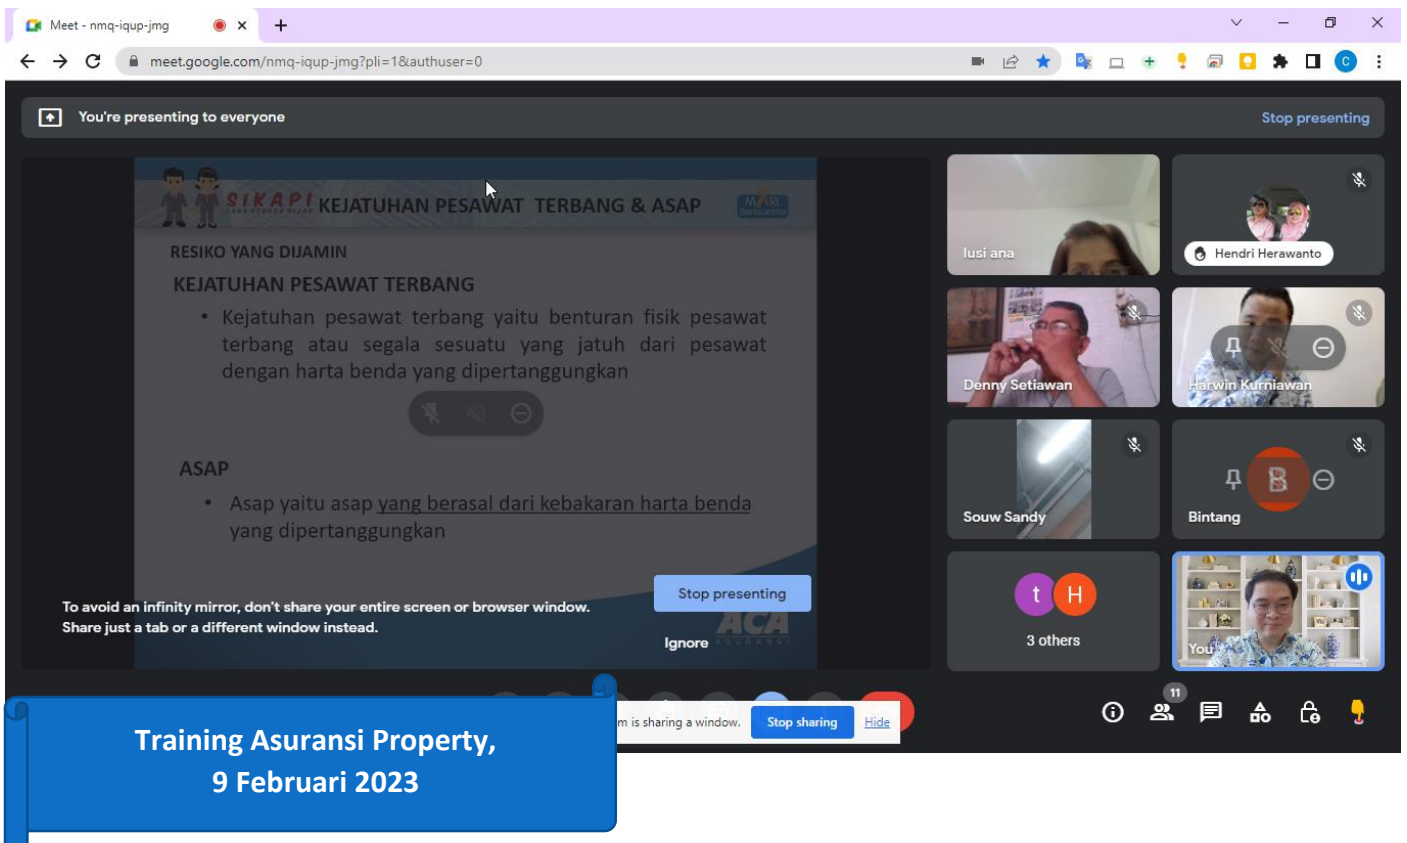 Meet - nmq-iqup-jmg
meet.google.com/nmq-iqup-jmg?pli=1&authuser=0
C
You're presenting to everyone
Stop presenting
SIKAPI
KEJATUHAN PESAWAT TERBANG & ASAP
MARI
Berasuransi
RESIKO YANG DIJAMIN
KEJATUHAN PESAWAT TERBANG
• Kejatuhan pesawat terbang yaitu benturan fisik pesawat
terbang atau segala sesuatu yang jatuh dari pesawat
dengan harta benda yang dipertanggungkan
ASAP
• Asap yaitu asap yang berasal dari kebakaran harta benda
yang dipertanggungkan
To avoid an infinity mirror, don't share your entire screen or browser window.
Share just a tab or a different window instead.
Stop presenting
Ignore
ACA
ASURANSI
lusi ana
Hendri Herawanto
Denny Setiawan
Harwin Kurniawan
Souw Sandy
B
Bintang
t H
3 others
You
m is sharing a window.
Stop sharing
Hide
11
Training Asuransi Property,
9 Februari 2023